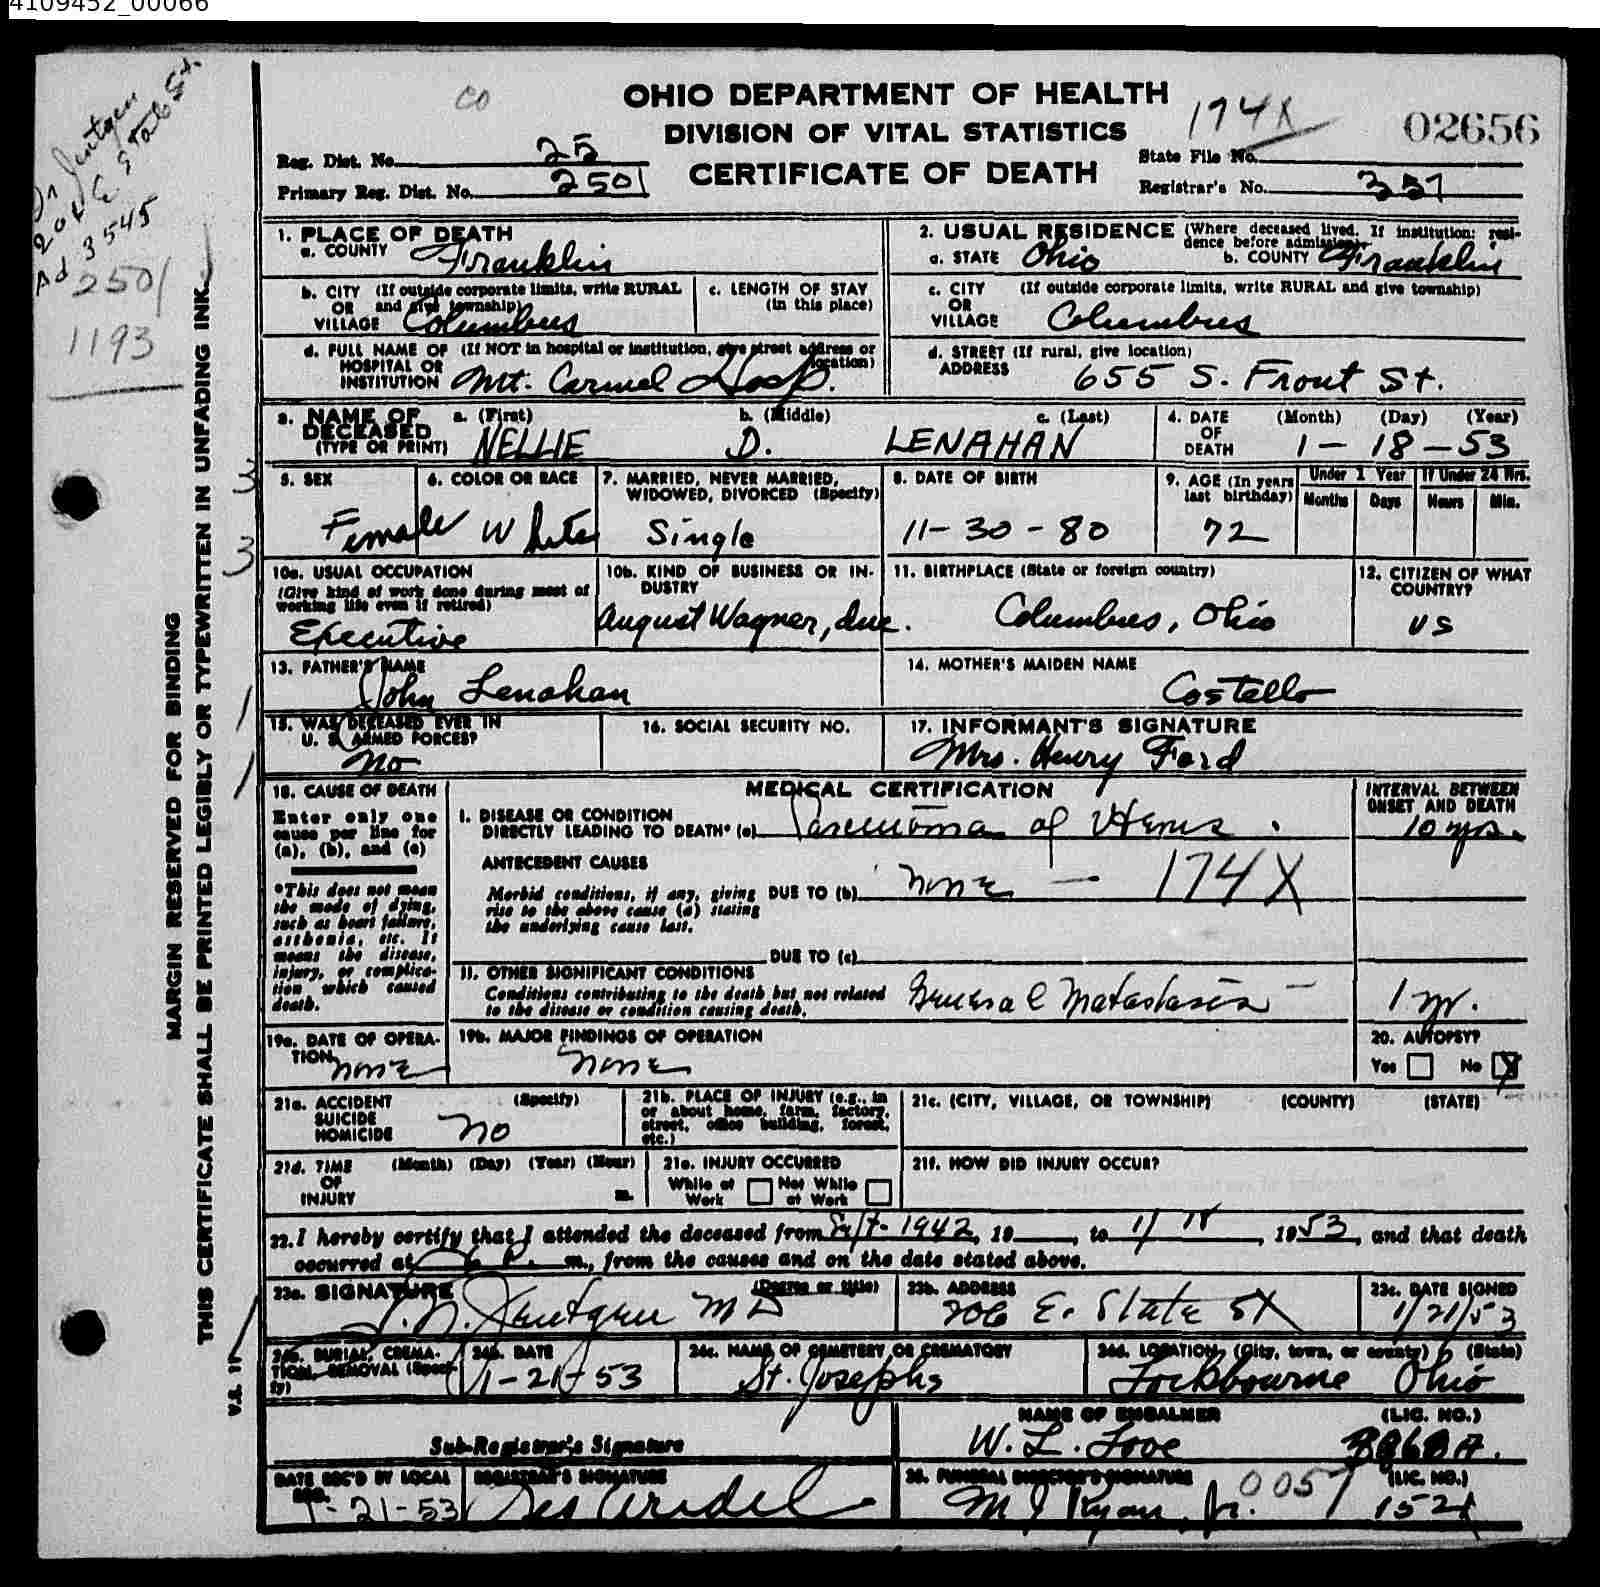 4109452_00066
Dr Jentgen
204 E State St.
Ad 3545
2501
1193
MARGIN RESERVED FOR BINDING
THIS CERTIFICATE SHALL BE PRINTED LEGIBLY OR TYPEWRITTEN IN UNFADING INK
V.S. 11
3
3
1
1
CO
OHIO DEPARTMENT OF HEALTH
DIVISION OF VITAL STATISTICS
CERTIFICATE OF DEATH
174X
02656
Reg. Dist. No. 25
Primary Reg. Dist. No. 2501
State File No.
Registrar's No. 357
1. PLACE OF DEATH
a. COUNTY Franklin
2. USUAL RESIDENCE (Where deceased lived. If institution: resi-
dence before admission)
a. STATE Ohio b. COUNTY Franklin
b. CITY (If outside corporate limits, write RURAL
OR and give township)
VILLAGE Columbus
c. LENGTH OF STAY
(in this place)
c. CITY (If outside corporate limits, write RURAL and give township)
OR
VILLAGE Columbus
d. FULL NAME OF (If NOT in hospital or institution, give street address or
HOSPITAL OR location)
INSTITUTION Mt. Carmel Hosp.
d. STREET (If rural, give location)
ADDRESS 655 S. Front St.
3. NAME OF
DECEASED
(TYPE OR PRINT)
a. (First) b. (Middle) c. (Last)
NELLIE D. LENAHAN
4. DATE (Month) (Day) (Year)
OF
DEATH 1-18-53
5. SEX
Female
6. COLOR OR RACE
White
7. MARRIED, NEVER MARRIED,
WIDOWED, DIVORCED (Specify)
Single
8. DATE OF BIRTH
11-30-80
9. AGE (In years
last birthday)
72
Under 1 Year
Months Days
If Under 24 Hrs.
Hours Min.
10a. USUAL OCCUPATION
(Give kind of work done during most of
working life even if retired)
Executive
10b. KIND OF BUSINESS OR IN-
DUSTRY
August Wagner, Inc.
11. BIRTHPLACE (State or foreign country)
Columbus, Ohio
12. CITIZEN OF WHAT
COUNTRY?
US
13. FATHER'S NAME
John Lenahan
14. MOTHER'S MAIDEN NAME
Costello
15. WAS DECEASED EVER IN
U. S. ARMED FORCES?
No
16. SOCIAL SECURITY NO.
17. INFORMANT'S SIGNATURE
Mrs. Henry Ford
18. CAUSE OF DEATH
Enter only one
cause per line for
(a), (b), and (c)
*This does not mean
the mode of dying,
such as heart failure,
asthenia, etc. It
means the disease,
injury, or complica-
tion which caused
death.
MEDICAL CERTIFICATION
I. DISEASE OR CONDITION
DIRECTLY LEADING TO DEATH* (a) Carcinoma of Uterus.
ANTECEDENT CAUSES
Morbid conditions, if any, giving DUE TO (b) none — 174X
rise to the above cause (a) stating
the underlying cause last.
DUE TO (c)
II. OTHER SIGNIFICANT CONDITIONS
Conditions contributing to the death but not related
to the disease or condition causing death.
General Matastasis
INTERVAL BETWEEN
ONSET AND DEATH
10 yrs.
1 yr.
19a. DATE OF OPERA-
TION none
19b. MAJOR FINDINGS OF OPERATION
none
20. AUTOPSY?
Yes No X
21a. ACCIDENT (Specify)
SUICIDE
HOMICIDE no
21b. PLACE OF INJURY (e.g., in
or about home, farm, factory,
street, office building, forest,
etc.)
21c. (CITY, VILLAGE, OR TOWNSHIP) (COUNTY) (STATE)
21d. TIME (Month) (Day) (Year) (Hour)
OF
INJURY m.
21e. INJURY OCCURRED
While at Work Not While at Work
21f. HOW DID INJURY OCCUR?
22. I hereby certify that I attended the deceased from Sept. 1942, 19 , to 1/18, 1953, and that death
occurred at 6 P. m., from the causes and on the date stated above.
23a. SIGNATURE (Degree or title)
Jentgen MD
23b. ADDRESS
206 E. State St
23c. DATE SIGNED
1/21/53
24a. BURIAL, CREMA-
TION, REMOVAL (Speci-
fy)
24b. DATE
1-21-53
24c. NAME OF CEMETERY OR CREMATORY
St. Josephs
24d. LOCATION, (City, town, or county) (State)
Lockbourne Ohio
Sub-Registrar's Signature
NAME OF EMBALMER (LIC. NO.)
W. L. Love
DATE REC'D BY LOCAL
REG.
1-21-53
REGISTRAR'S SIGNATURE
25. FUNERAL DIRECTOR'S SIGNATURE (LIC. NO.)
M J Ryan, Jr. 0057